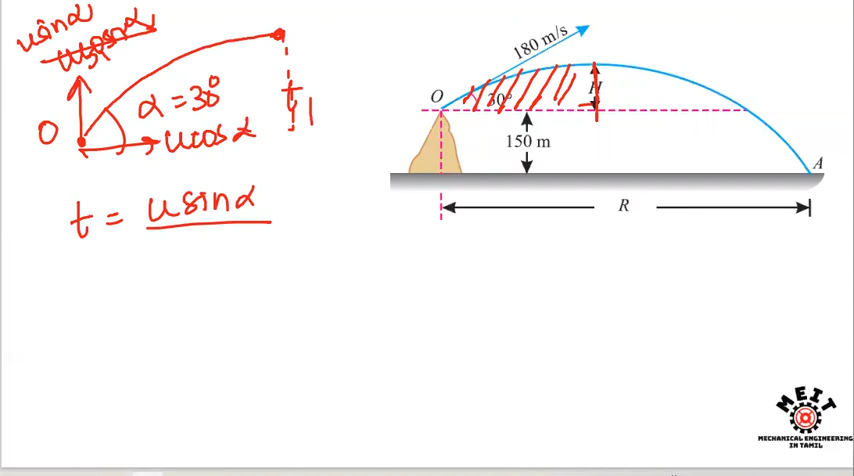 usinα
O
α = 30°
t1
ucosα
t = usinα
180 m/s
O
30°
H
150 m
A
R
MEIT
MECHANICAL ENGINEERING
IN TAMIL